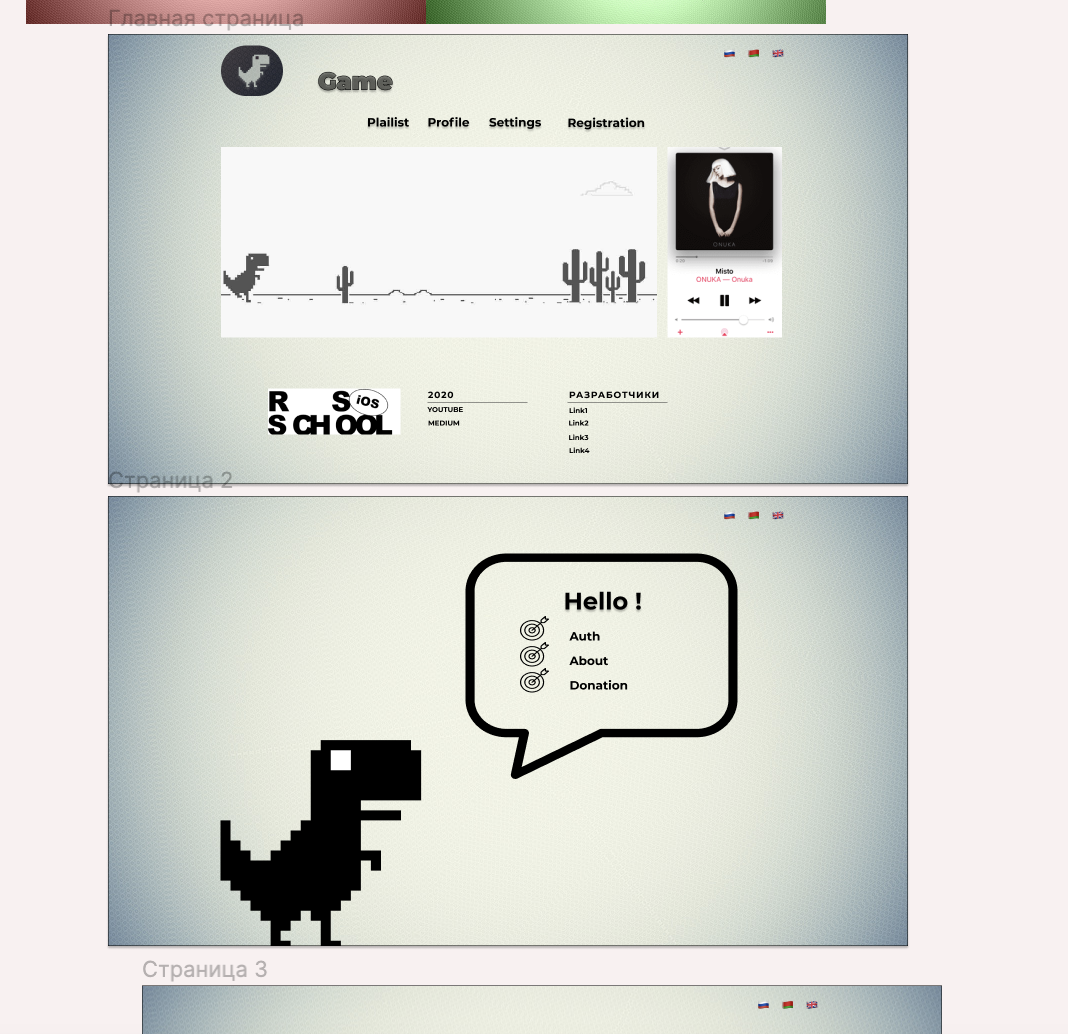 Главная страница
Game
Plailist Profile Settings Registration
ONUKA
Misto
ONUKA — Onuka
R S iOS
SCHOOL
2020
YOUTUBE
MEDIUM
РАЗРАБОТЧИКИ
Link1
Link2
Link3
Link4
Страница 2
Hello !
Auth
About
Donation
Страница 3